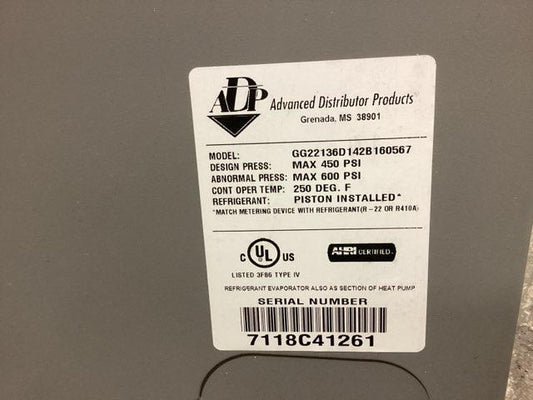 ADP Advanced Distributor Products
Grenada, MS 38901
MODEL: GG22136D142B160567
DESIGN PRESS: MAX 450 PSI
ABNORMAL PRESS: MAX 600 PSI
CONT OPER TEMP: 250 DEG. F
REFRIGERANT: PISTON INSTALLED*
*MATCH METERING DEVICE WITH REFRIGERANT(R-22 OR R410A)
C UL US AHRI CERTIFIED
LISTED 3F86 TYPE IV
REFRIGERANT EVAPORATOR ALSO AS SECTION OF HEAT PUMP
SERIAL NUMBER
7118C41261